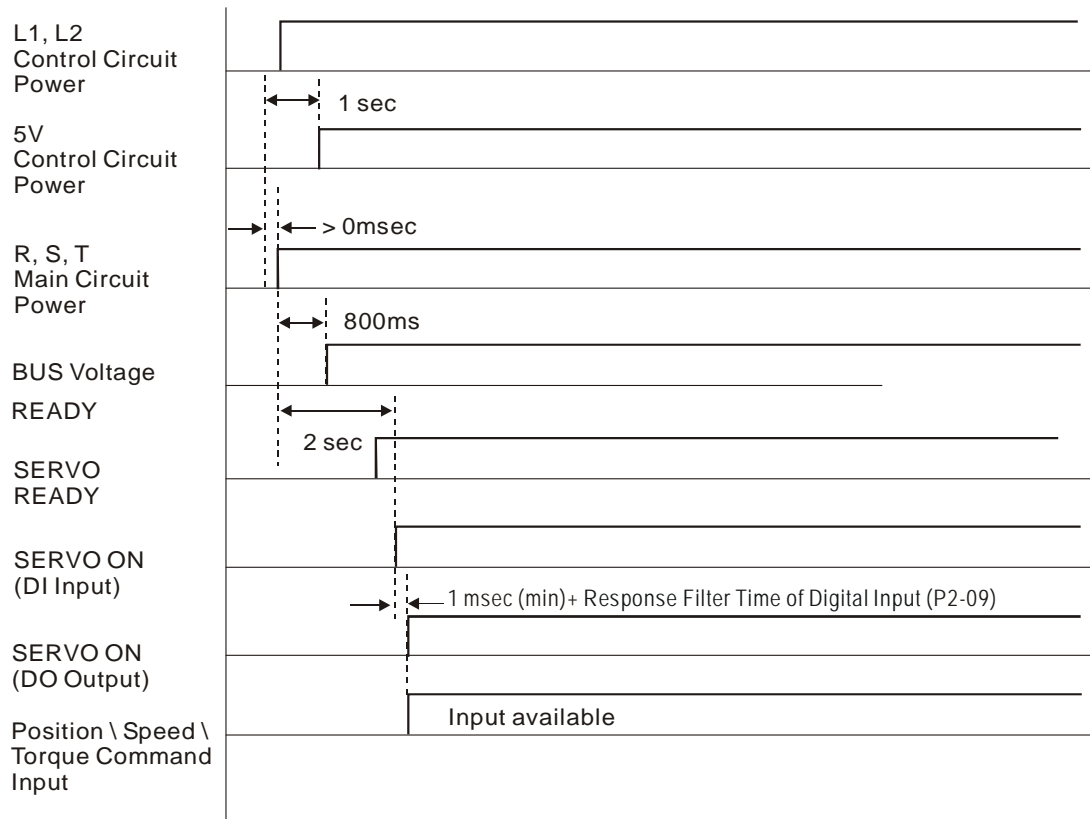 L1, L2
Control Circuit
Power
1 sec
5V
Control Circuit
Power
> 0msec
R, S, T
Main Circuit
Power
800ms
BUS Voltage
READY
2 sec
SERVO
READY
SERVO ON
(DI Input)
1 msec (min)+ Response Filter Time of Digital Input (P2-09)
SERVO ON
(DO Output)
Input available
Position \ Speed \
Torque Command
Input